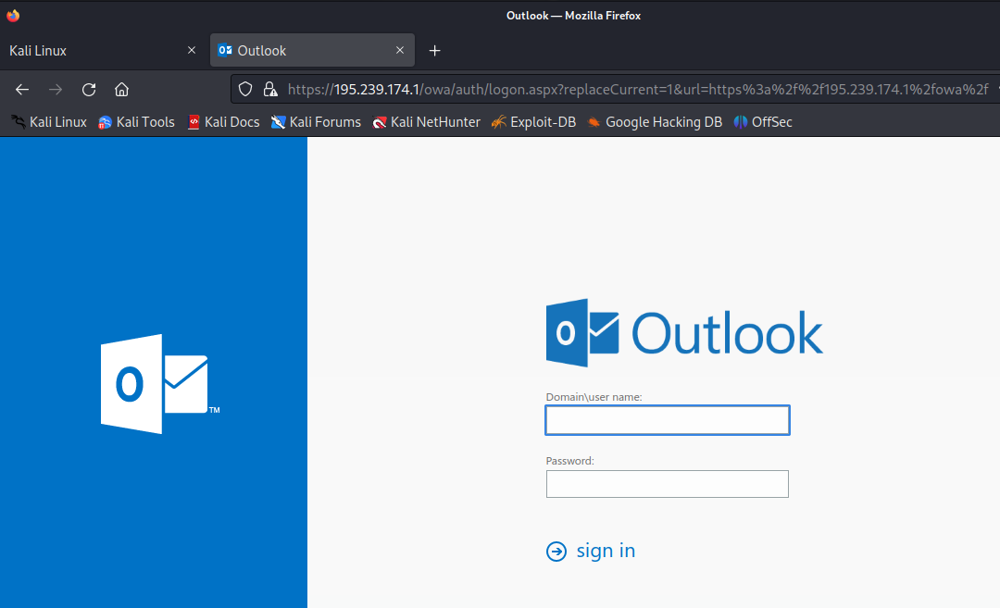 Outlook — Mozilla Firefox
Kali Linux
Outlook
https://195.239.174.1/owa/auth/logon.aspx?replaceCurrent=1&url=https%3a%2f%2f195.239.174.1%2fowa%2f
Kali Linux Kali Tools Kali Docs Kali Forums Kali NetHunter Exploit-DB Google Hacking DB OffSec
O
TM
O Outlook
Domain\user name:
Password:
sign in